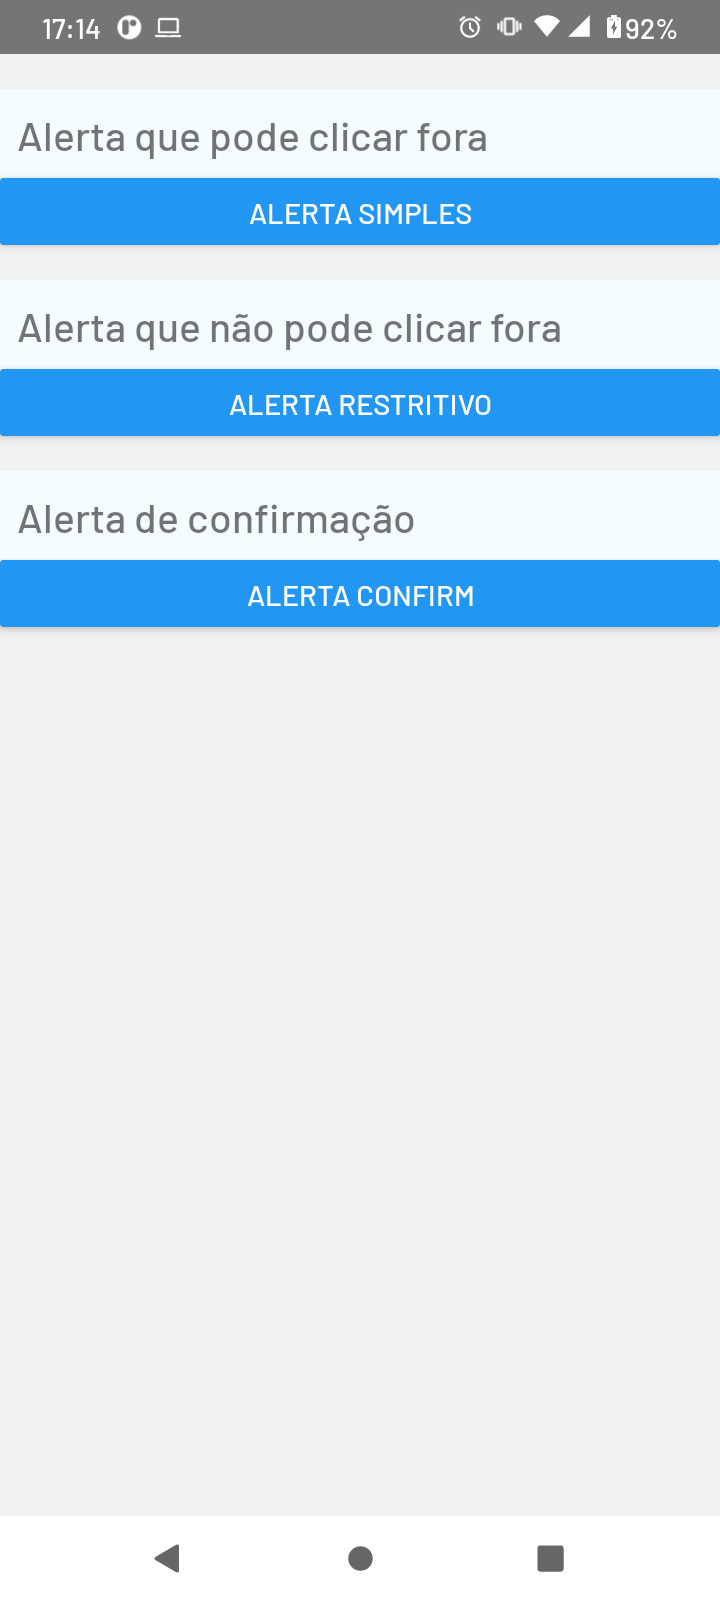 17:14 92%
Alerta que pode clicar fora
ALERTA SIMPLES
Alerta que não pode clicar fora
ALERTA RESTRITIVO
Alerta de confirmação
ALERTA CONFIRM